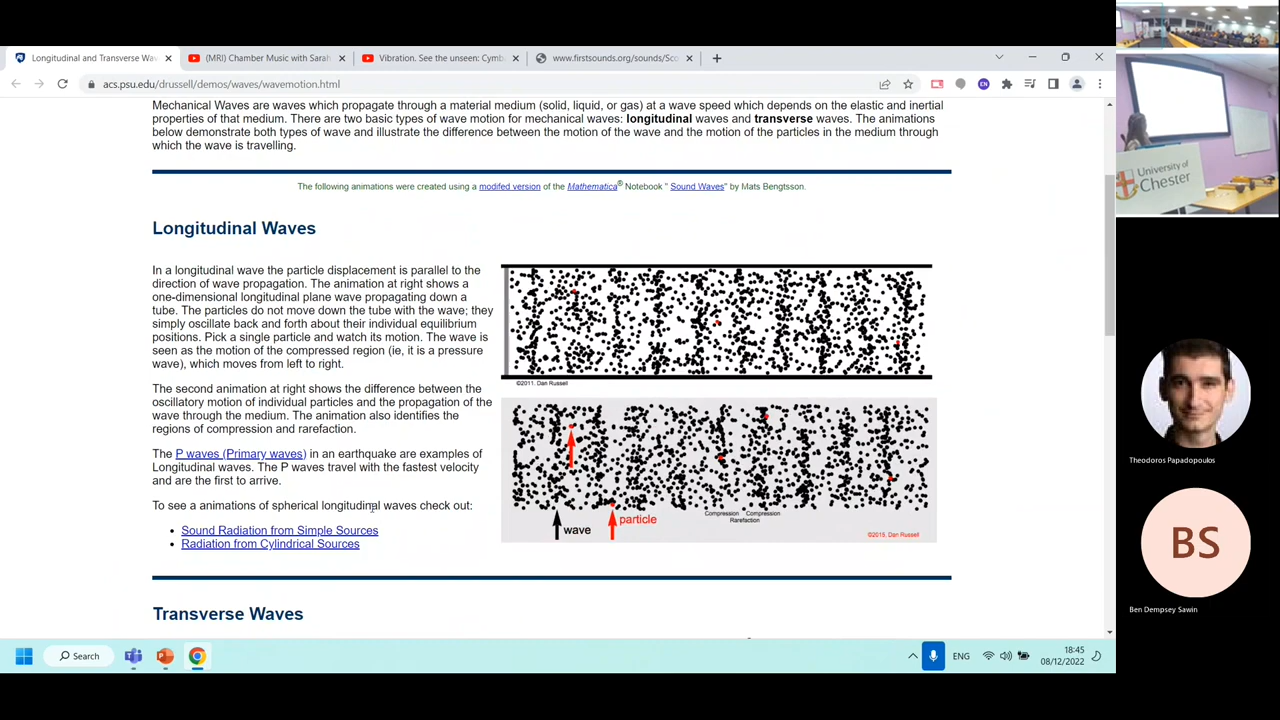 Longitudinal and Transverse Wav
(MRI) Chamber Music with Sarah
Vibration. See the unseen: Cymb
www.firstsounds.org/sounds/Sco
acs.psu.edu/drussell/demos/waves/wavemotion.html
EN
Mechanical Waves are waves which propagate through a material medium (solid, liquid, or gas) at a wave speed which depends on the elastic and inertial
properties of that medium. There are two basic types of wave motion for mechanical waves: longitudinal waves and transverse waves. The animations
below demonstrate both types of wave and illustrate the difference between the motion of the wave and the motion of the particles in the medium through
which the wave is travelling.
The following animations were created using a modifed version of the Mathematica® Notebook " Sound Waves" by Mats Bengtsson.
Longitudinal Waves
In a longitudinal wave the particle displacement is parallel to the
direction of wave propagation. The animation at right shows a
one-dimensional longitudinal plane wave propagating down a
tube. The particles do not move down the tube with the wave; they
simply oscillate back and forth about their individual equilibrium
positions. Pick a single particle and watch its motion. The wave is
seen as the motion of the compressed region (ie, it is a pressure
wave), which moves from left to right.
The second animation at right shows the difference between the
oscillatory motion of individual particles and the propagation of the
wave through the medium. The animation also identifies the
regions of compression and rarefaction.
The P waves (Primary waves) in an earthquake are examples of
Longitudinal waves. The P waves travel with the fastest velocity
and are the first to arrive.
To see a animations of spherical longitudinal waves check out:
Sound Radiation from Simple Sources
Radiation from Cylindrical Sources
©2011. Dan Russell
wave
particle
Compression Compression
Rarefaction
©2015. Dan Russell
Transverse Waves
Search
ENG
18:45
08/12/2022
University of
Chester
Theodoros Papadopoulos
BS
Ben Dempsey Sawin